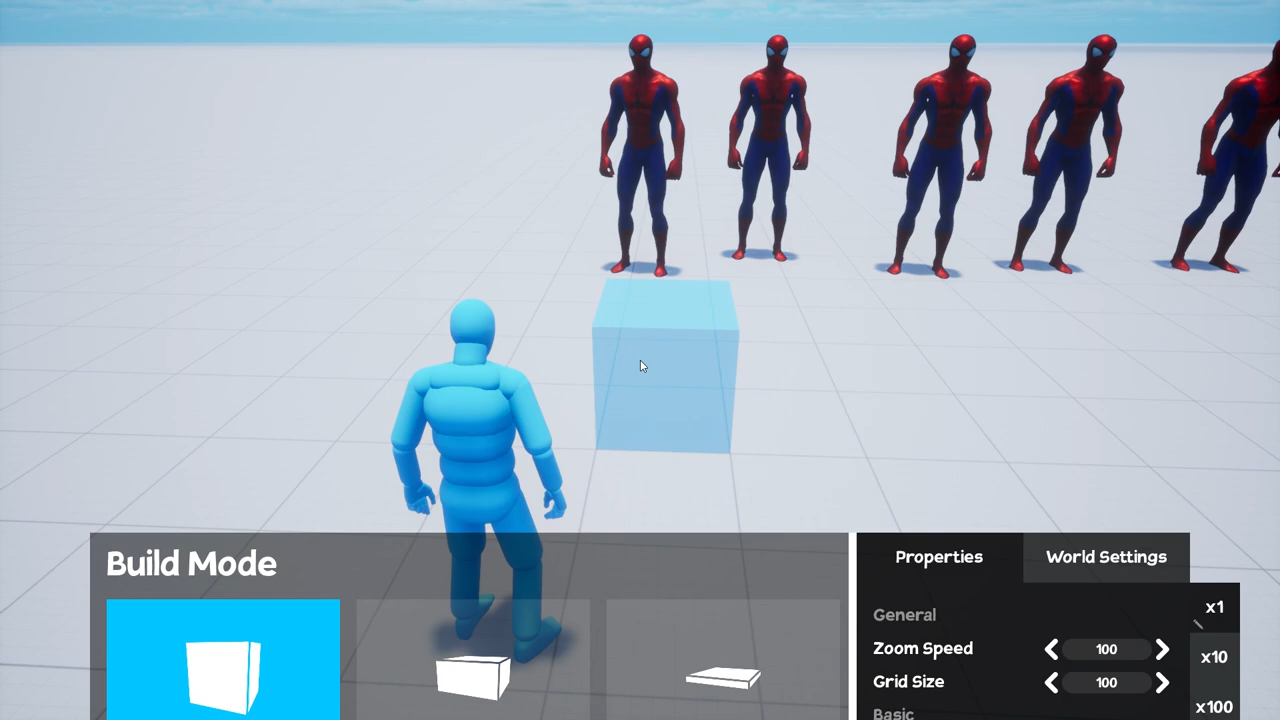 Build Mode
Properties
World Settings
General
Zoom Speed
100
Grid Size
100
Basic
x1
x10
x100